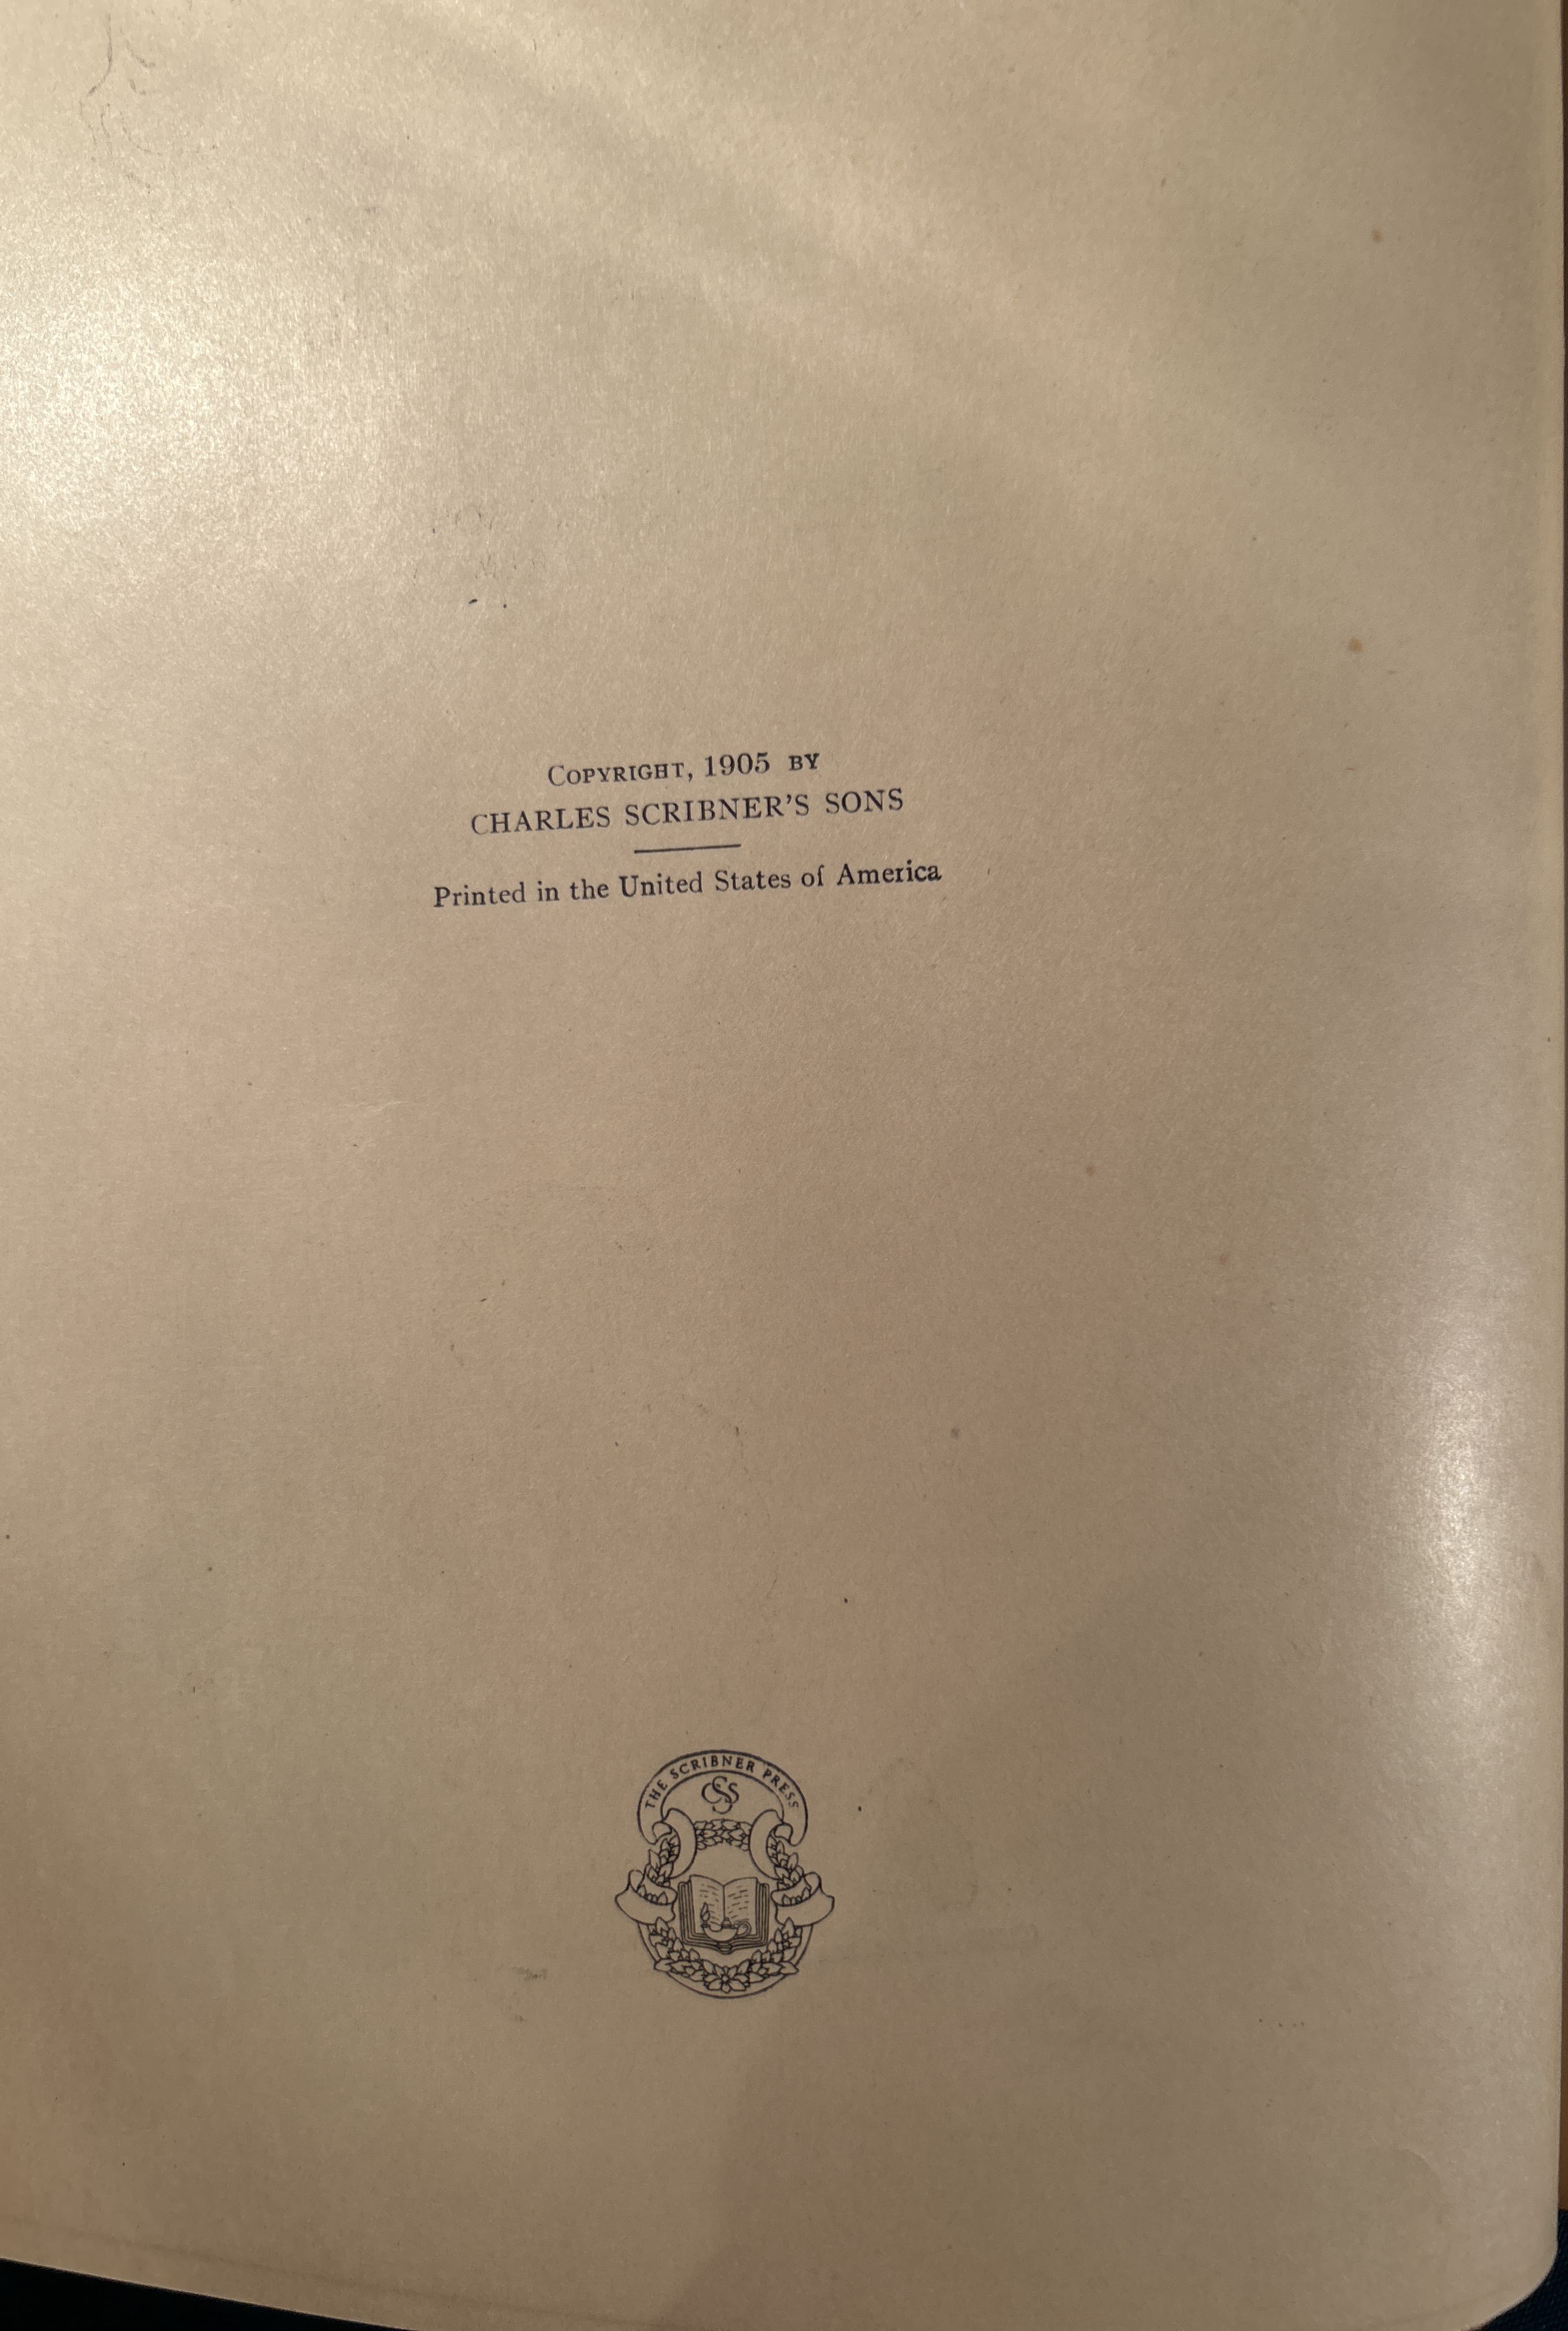 COPYRIGHT, 1905 BY
CHARLES SCRIBNER'S SONS
Printed in the United States of America
THE SCRIBNER PRESS
CSS